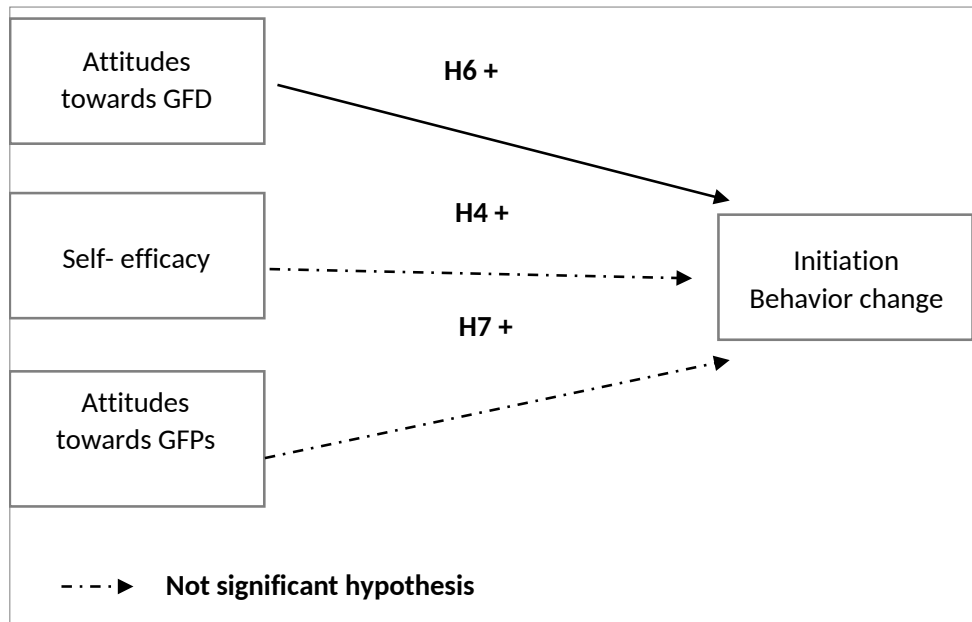 Attitudes
towards GFD
H6 +
Self- efficacy
H4 +
Initiation
Behavior change
H7 +
Attitudes
towards GFPs
Not significant hypothesis